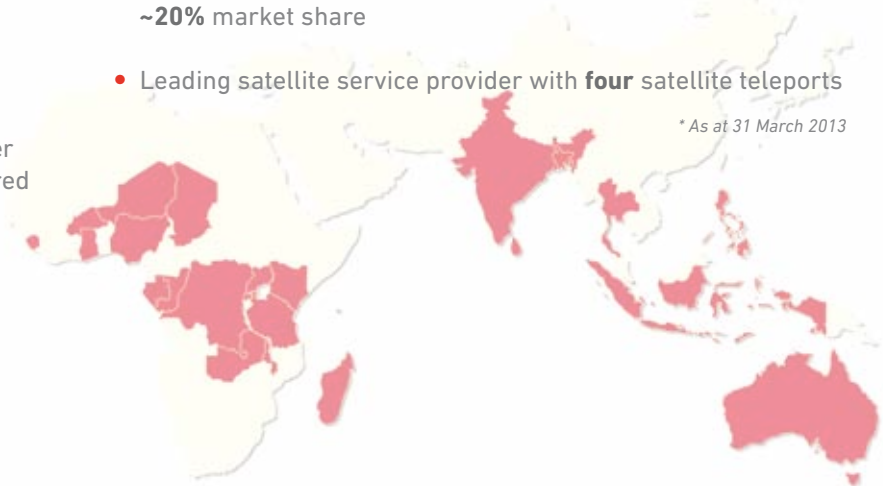 ~20% market share
• Leading satellite service provider with four satellite teleports
* As at 31 March 2013